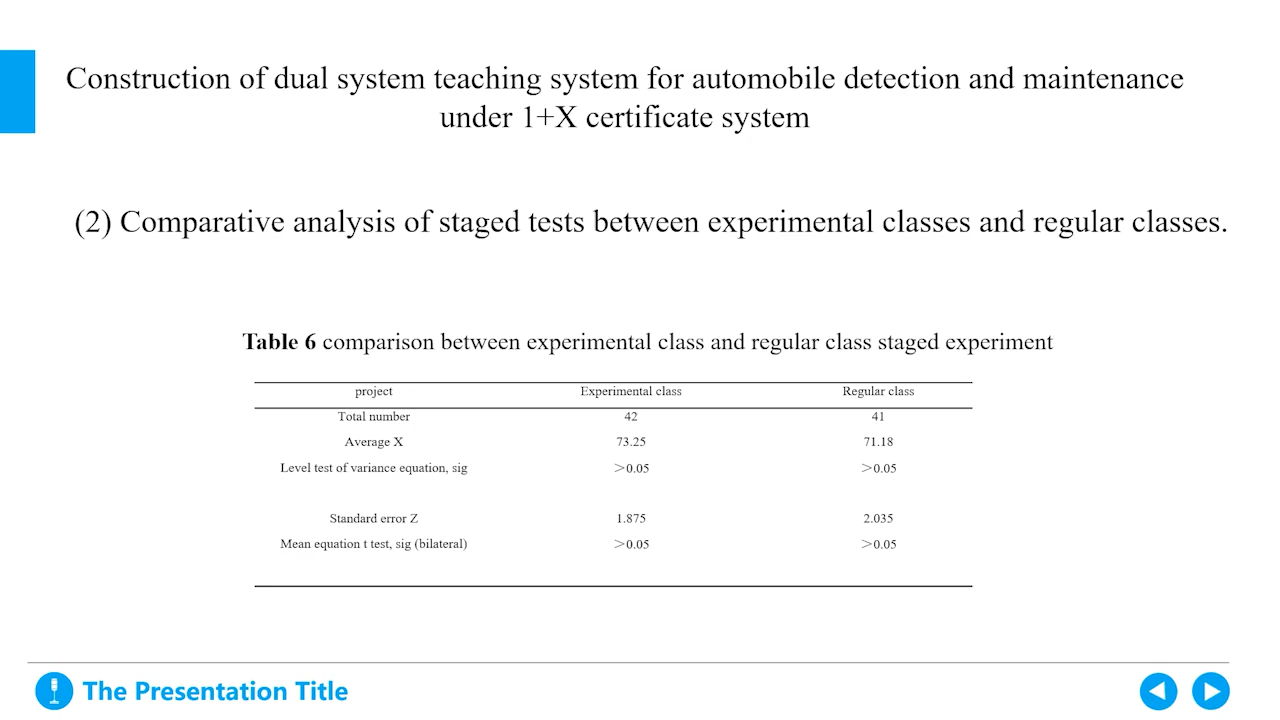 Construction of dual system teaching system for automobile detection and maintenance
under 1+X certificate system
(2) Comparative analysis of staged tests between experimental classes and regular classes.
Table 6 comparison between experimental class and regular class staged experiment
project Experimental class Regular class
Total number 42 41
Average X 73.25 71.18
Level test of variance equation, sig >0.05 >0.05
Standard error Z 1.875 2.035
Mean equation t test, sig (bilateral) >0.05 >0.05
The Presentation Title